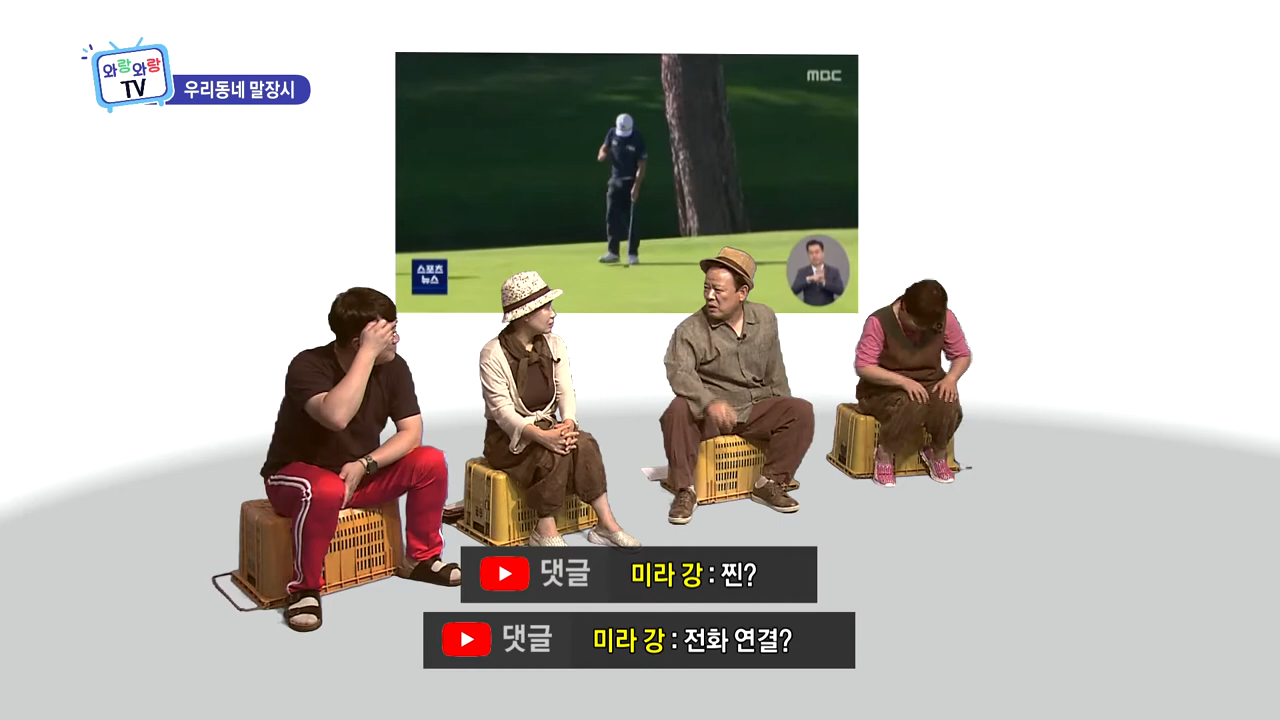 와랑와랑
TV
우리동네 말장시
MBC
스포츠
뉴스
댓글 미라 강 : 찐?
댓글 미라 강 : 전화 연결?